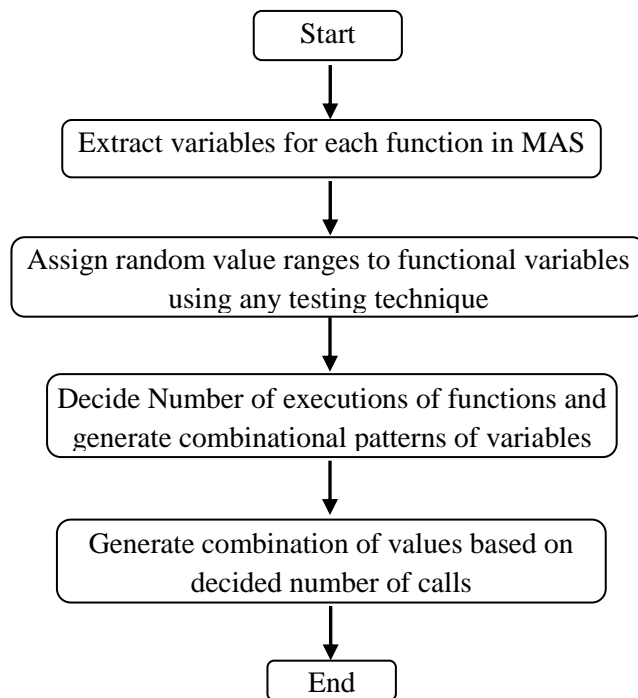 Start
Extract variables for each function in MAS
Assign random value ranges to functional variables
using any testing technique
Decide Number of executions of functions and
generate combinational patterns of variables
Generate combination of values based on
decided number of calls
End